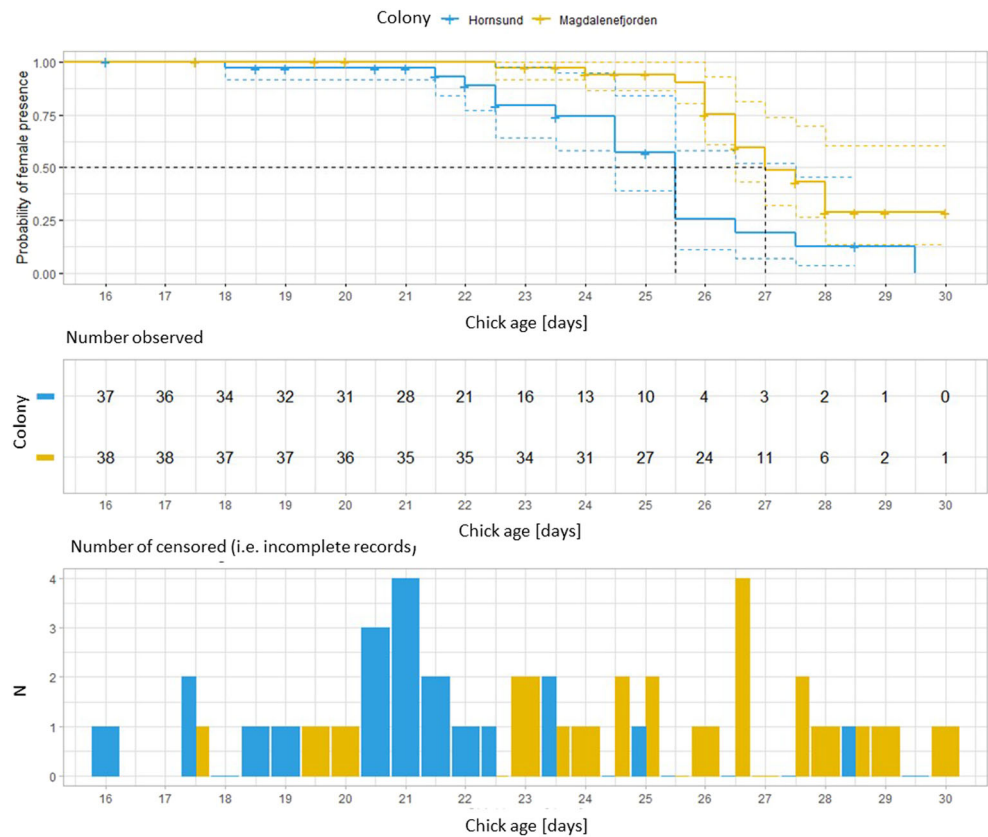 Colony Hornsund Magdalenefjorden
Probability of female presence
1.00
0.75
0.50
0.25
0.00
16 17 18 19 20 21 22 23 24 25 26 27 28 29 30
Chick age [days]
Number observed
Colony
37 36 34 32 31 28 21 16 13 10 4 3 2 1 0
38 38 37 37 36 35 35 34 31 27 24 11 6 2 1
16 17 18 19 20 21 22 23 24 25 26 27 28 29 30
Chick age [days]
Number of censored (i.e. incomplete records)
N
4
3
2
1
0
16 17 18 19 20 21 22 23 24 25 26 27 28 29 30
Chick age [days]